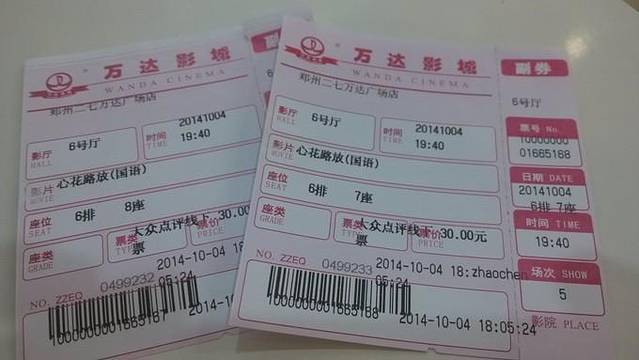 万达影城
WANDA CINEMA
郑州二七万达广场店
影厅 HALL 6号厅 时间 TIME 20141004 19:40
影片 MOVIE 心花路放(国语)
座位 SEAT 6排 8座
座类 GRADE 票类 TYPE 大众点评线下 30.00
票
NO. ZZEQ 0499232
05:24
2014-10-04 18:
万达影城
WANDA CINEMA
郑州二七万达广场店
影厅 HALL 6号厅 时间 TIME 20141004 19:40
影片 MOVIE 心花路放(国语)
座位 SEAT 6排 7座
座类 GRADE 票类 TYPE 大众点评线下 票价 PRICE 30.00元
票
NO. ZZEQ 0499233
05:24
2014-10-04 18:zhaochen
1000000001665168
2014-10-04 18:05:24
副券
6号厅
票号 No.
10000000
01665168
日期 DATE
20141004
6排 7座
时间 TIME
19:40
场次 SHOW
5
影院 PLACE